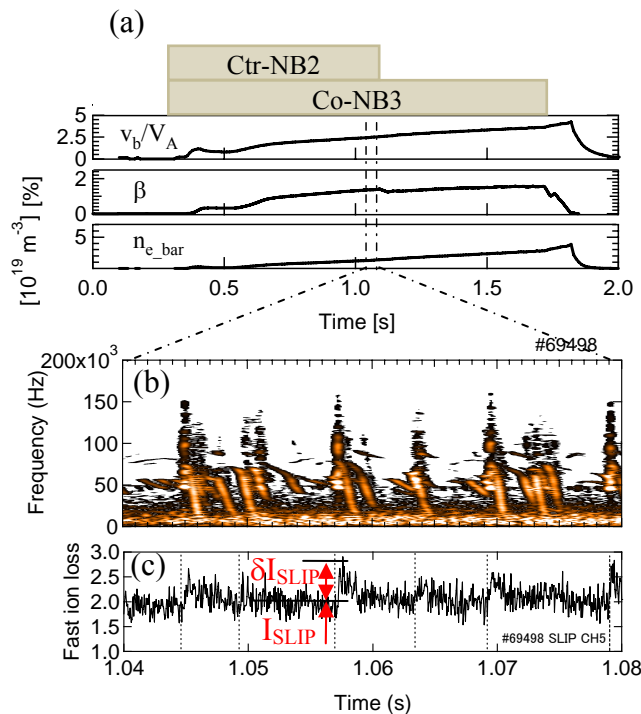 (a)
Ctr-NB2
Co-NB3
5
2.5
0
v_b/V_A
2
0
β
[%]
5
n_e_bar
[10^19 m^-3]
0.0 0.5 1.0 1.5 2.0
Time [s]
#69498
(b)
200x10^3
150
100
50
0
Frequency (Hz)
(c)
3.0
2.5
2.0
1.5
1.0
Fast ion loss
δI_SLIP
I_SLIP
#69498 SLIP CH5
1.04 1.05 1.06 1.07 1.08
Time (s)